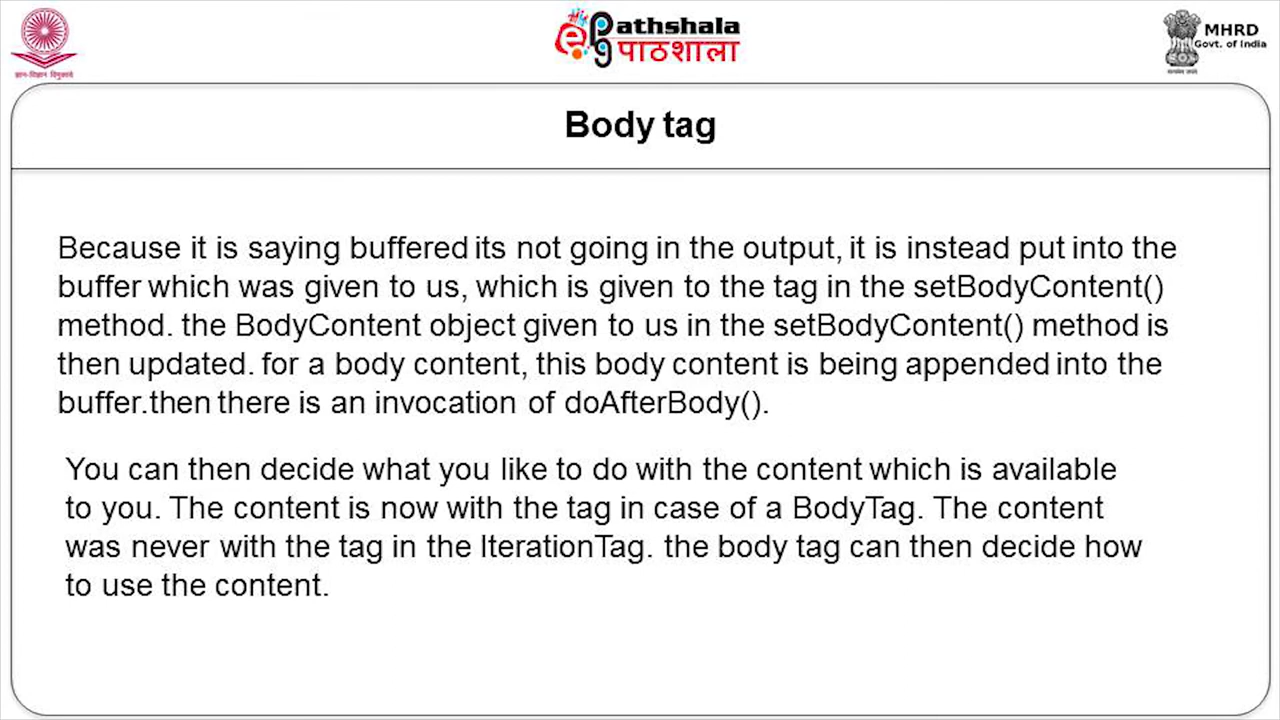 ज्ञान-विज्ञान विमुक्तये
Pathshala
पाठशाला
MHRD
Govt. of India
Body tag
Because it is saying buffered its not going in the output, it is instead put into the
buffer which was given to us, which is given to the tag in the setBodyContent()
method. the BodyContent object given to us in the setBodyContent() method is
then updated. for a body content, this body content is being appended into the
buffer.then there is an invocation of doAfterBody().
You can then decide what you like to do with the content which is available
to you. The content is now with the tag in case of a BodyTag. The content
was never with the tag in the IterationTag. the body tag can then decide how
to use the content.